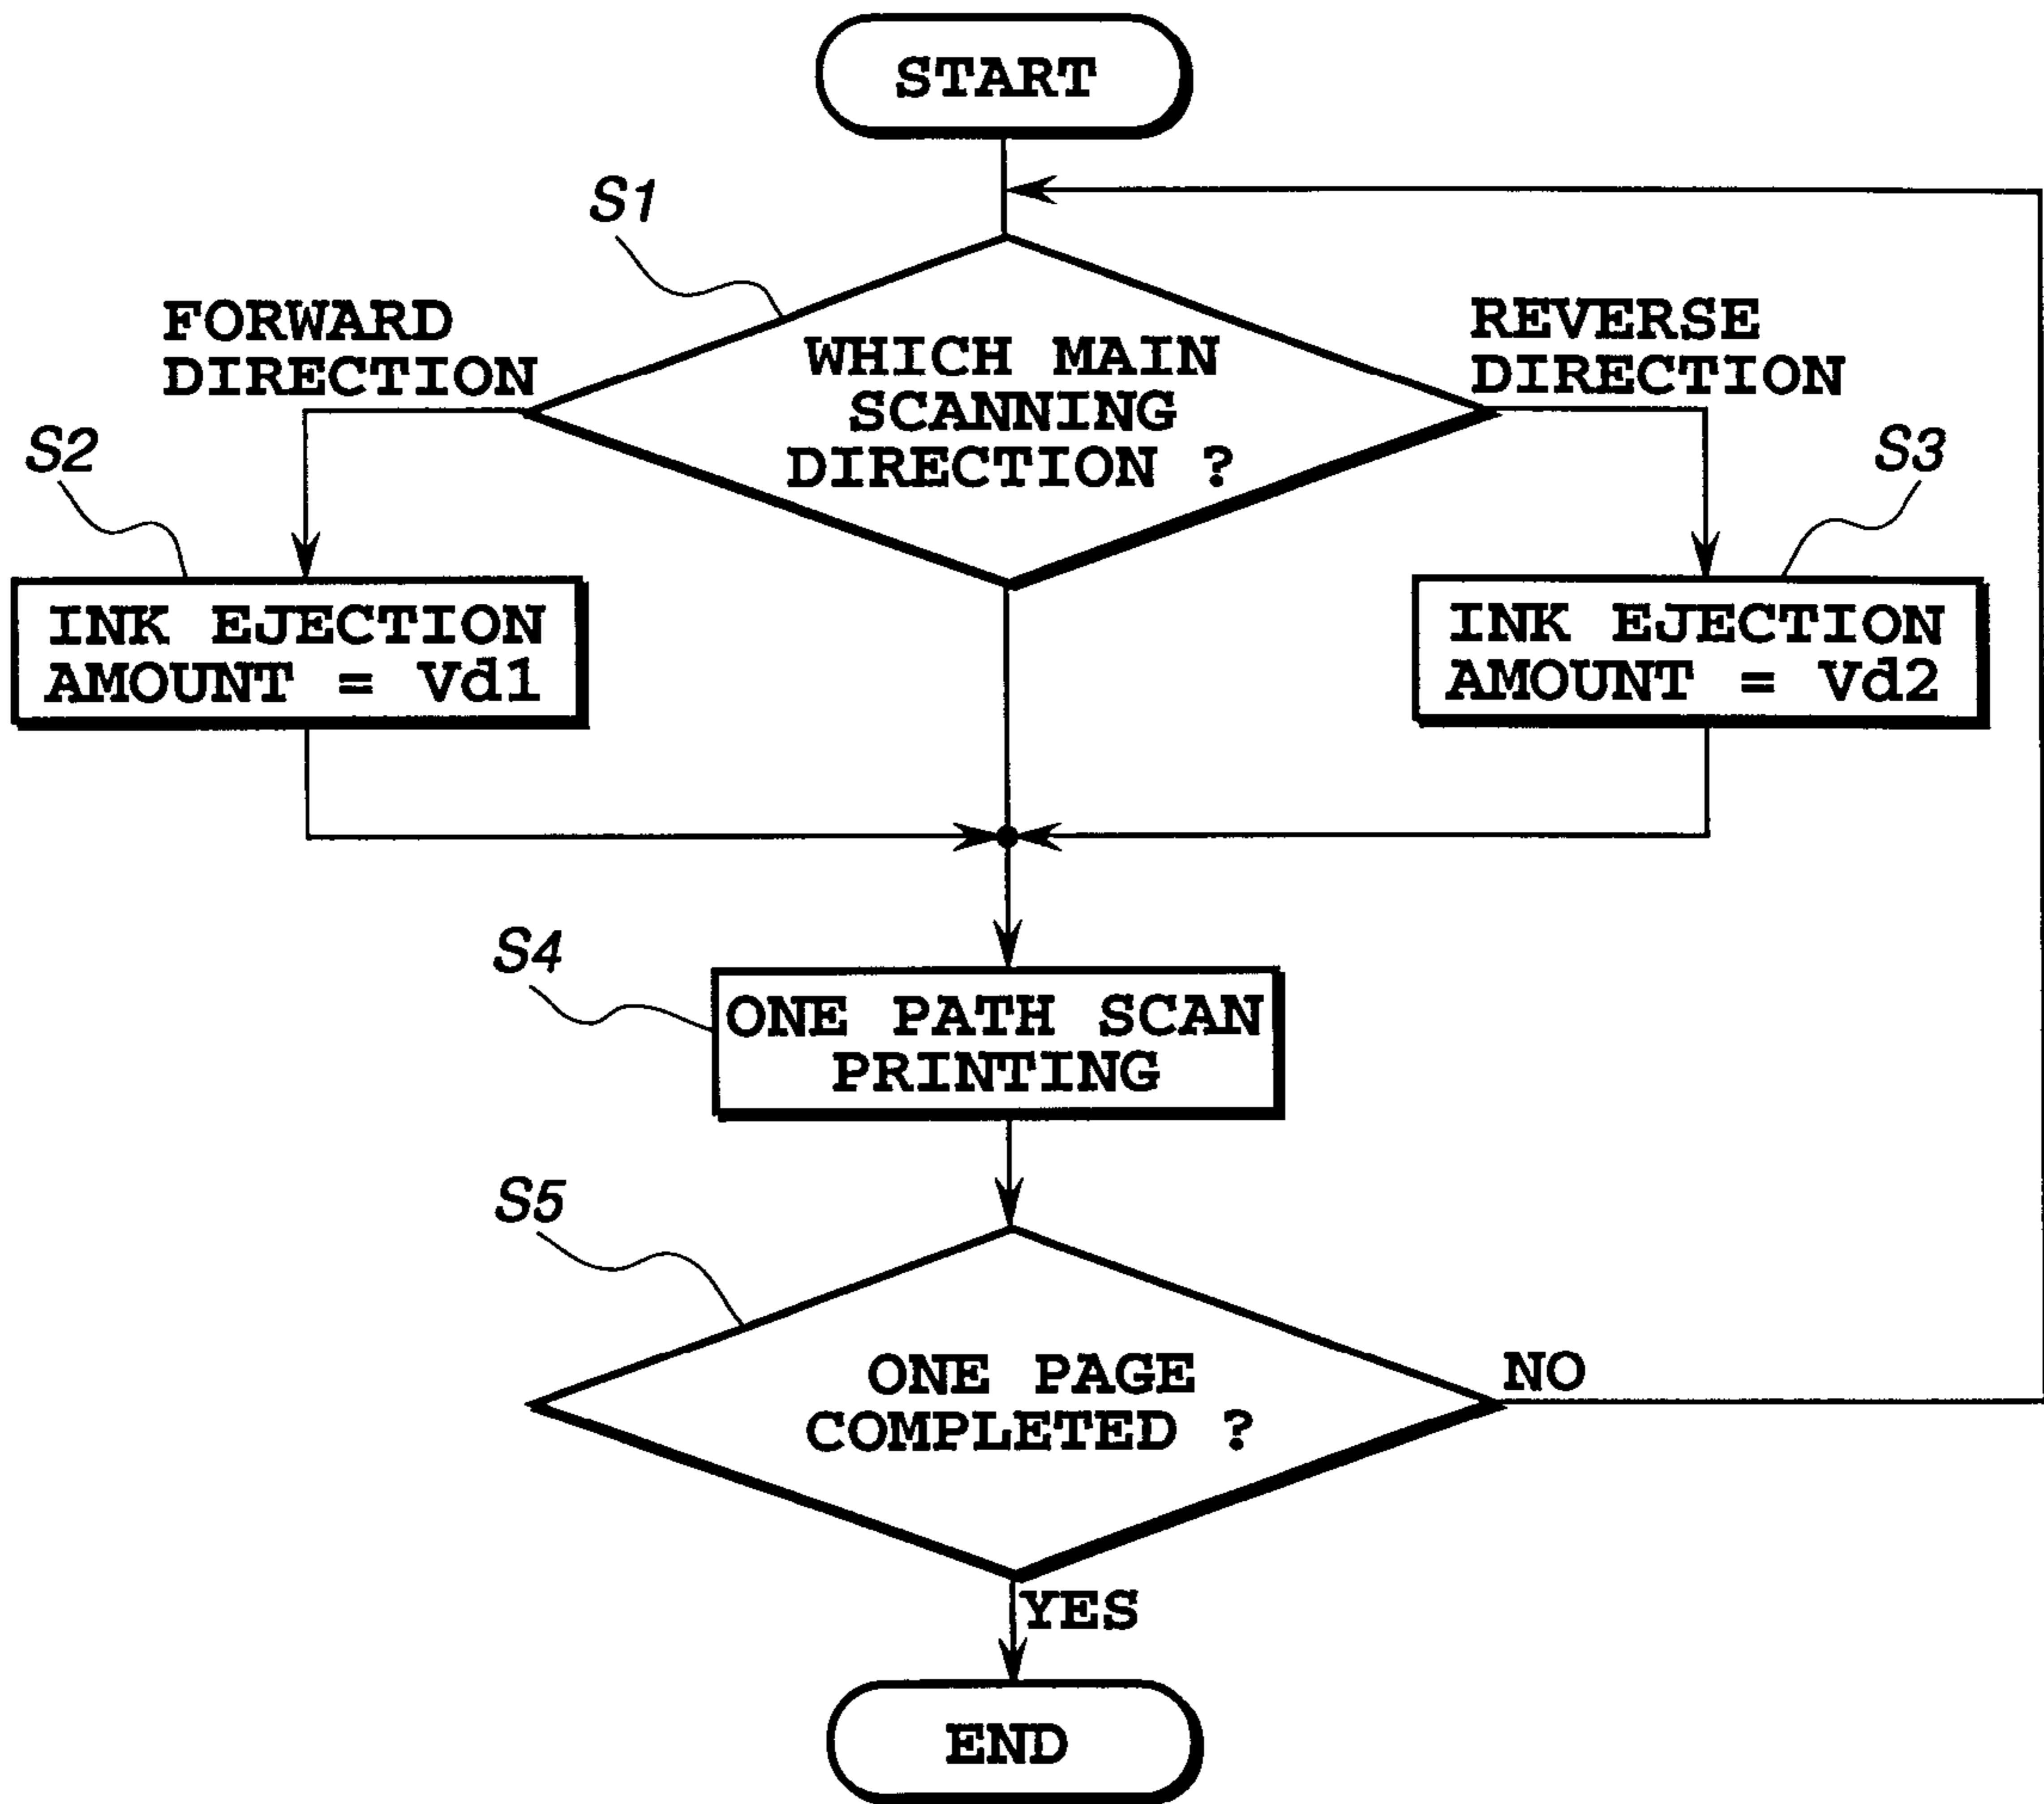 START
S1
FORWARD
DIRECTION
WHICH MAIN
SCANNING
DIRECTION ?
REVERSE
DIRECTION
S2
S3
INK EJECTION
AMOUNT = Vd1
INK EJECTION
AMOUNT = Vd2
S4
ONE PATH SCAN
PRINTING
S5
ONE PAGE
COMPLETED ?
NO
YES
END